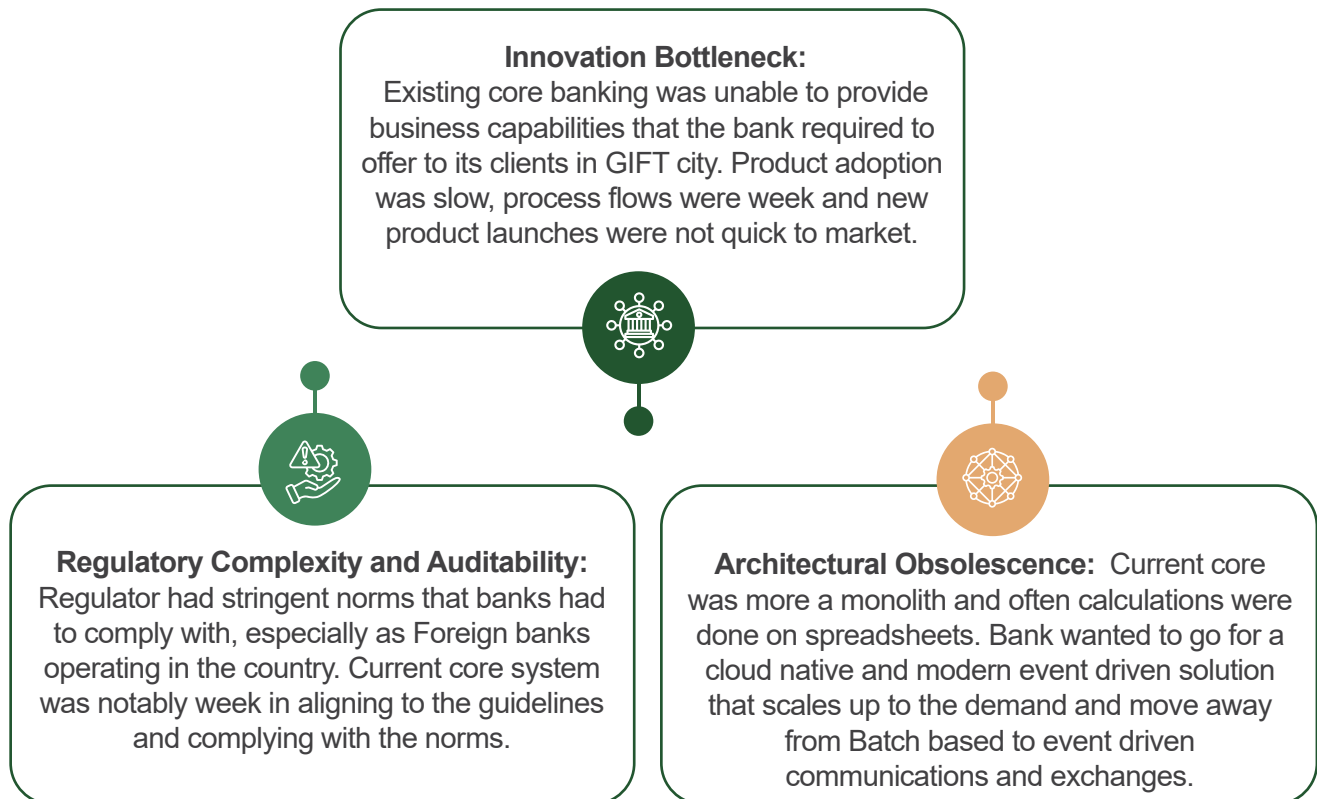 Innovation Bottleneck:
Existing core banking was unable to provide
business capabilities that the bank required to
offer to its clients in GIFT city. Product adoption
was slow, process flows were week and new
product launches were not quick to market.
Regulatory Complexity and Auditability:
Regulator had stringent norms that banks had
to comply with, especially as Foreign banks
operating in the country. Current core system
was notably week in aligning to the guidelines
and complying with the norms.
Architectural Obsolescence: Current core
was more a monolith and often calculations were
done on spreadsheets. Bank wanted to go for a
cloud native and modern event driven solution
that scales up to the demand and move away
from Batch based to event driven
communications and exchanges.